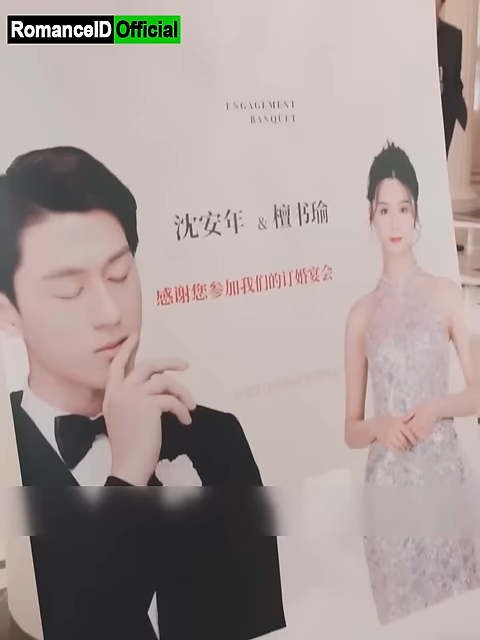 RomanceID Official
ENGAGEMENT
BANQUET
沈安年 & 檀书瑜
感谢您参加我们的订婚宴会